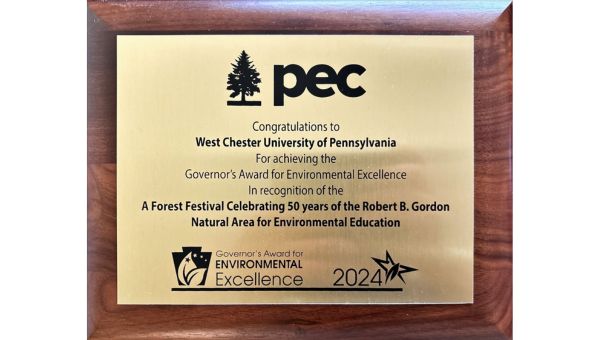 pec
Congratulations to
West Chester University of Pennsylvania
For achieving the
Governor's Award for Environmental Excellence
In recognition of the
A Forest Festival Celebrating 50 years of the Robert B. Gordon
Natural Area for Environmental Education
Governor's Award for
ENVIRONMENTAL
Excellence 2024